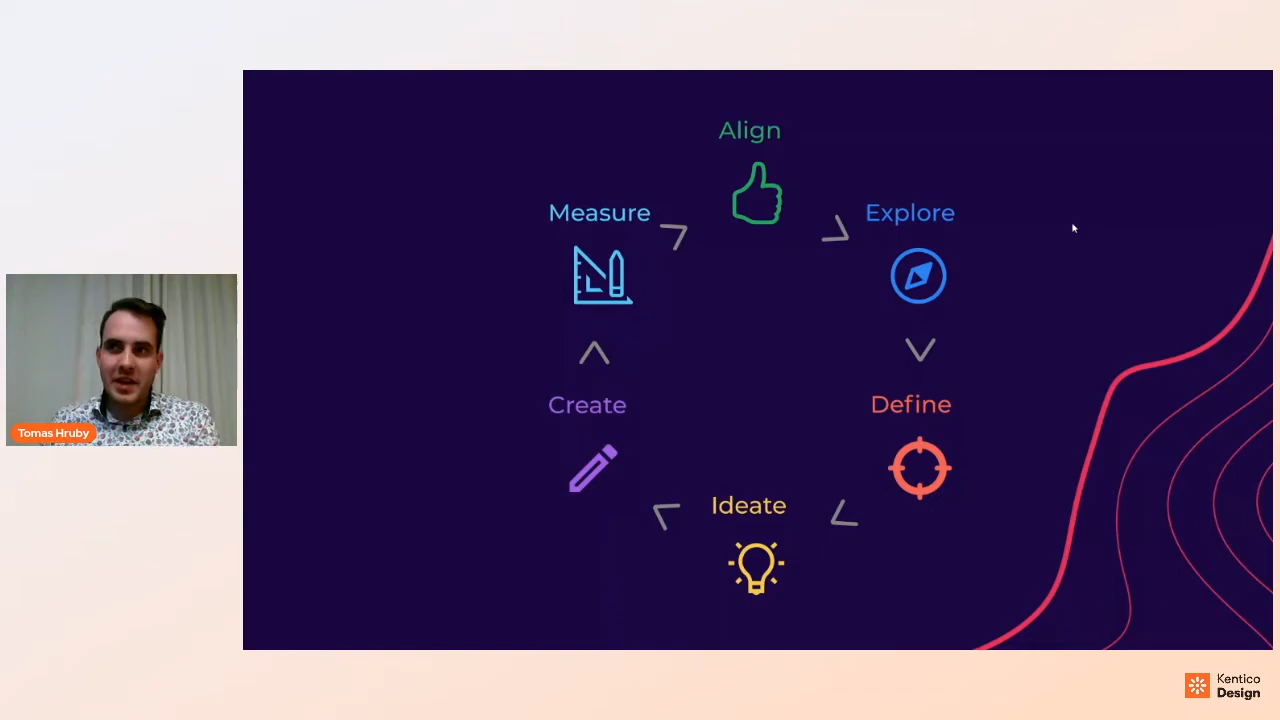 Align
Measure
Explore
Create
Define
Ideate
Tomas Hruby
Kentico
Design